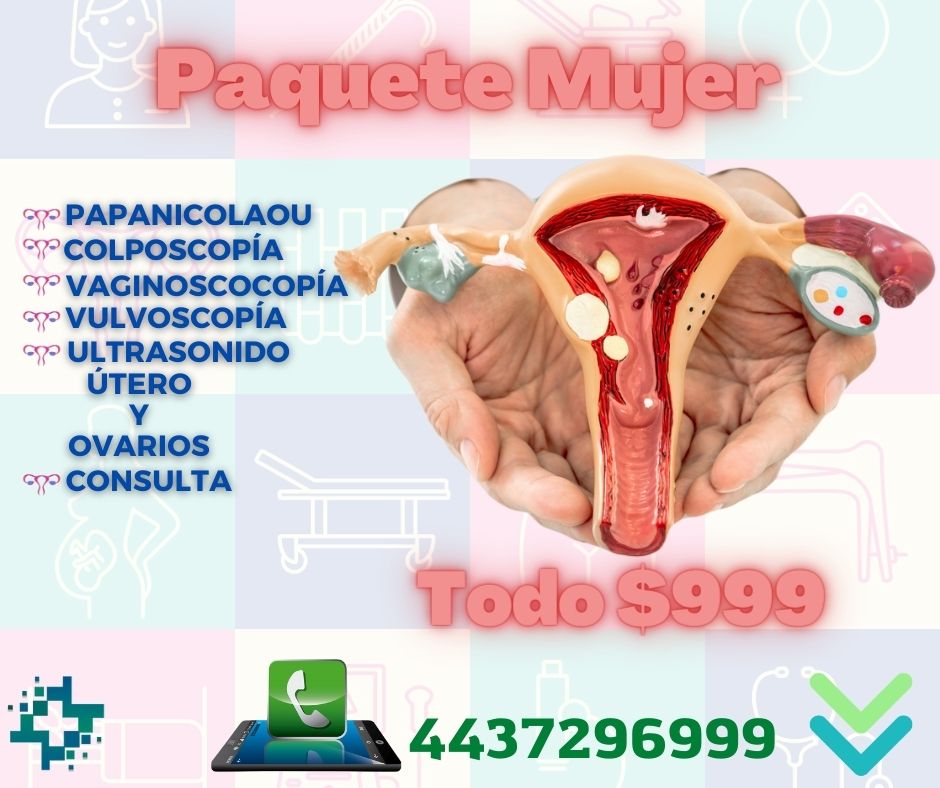 Paquete Mujer
PAPANICOLAOU
COLPOSCOPÍA
VAGINOSCOCOPÍA
VULVOSCOPÍA
ULTRASONIDO
ÚTERO
Y
OVARIOS
CONSULTA
Todo $999
4437296999